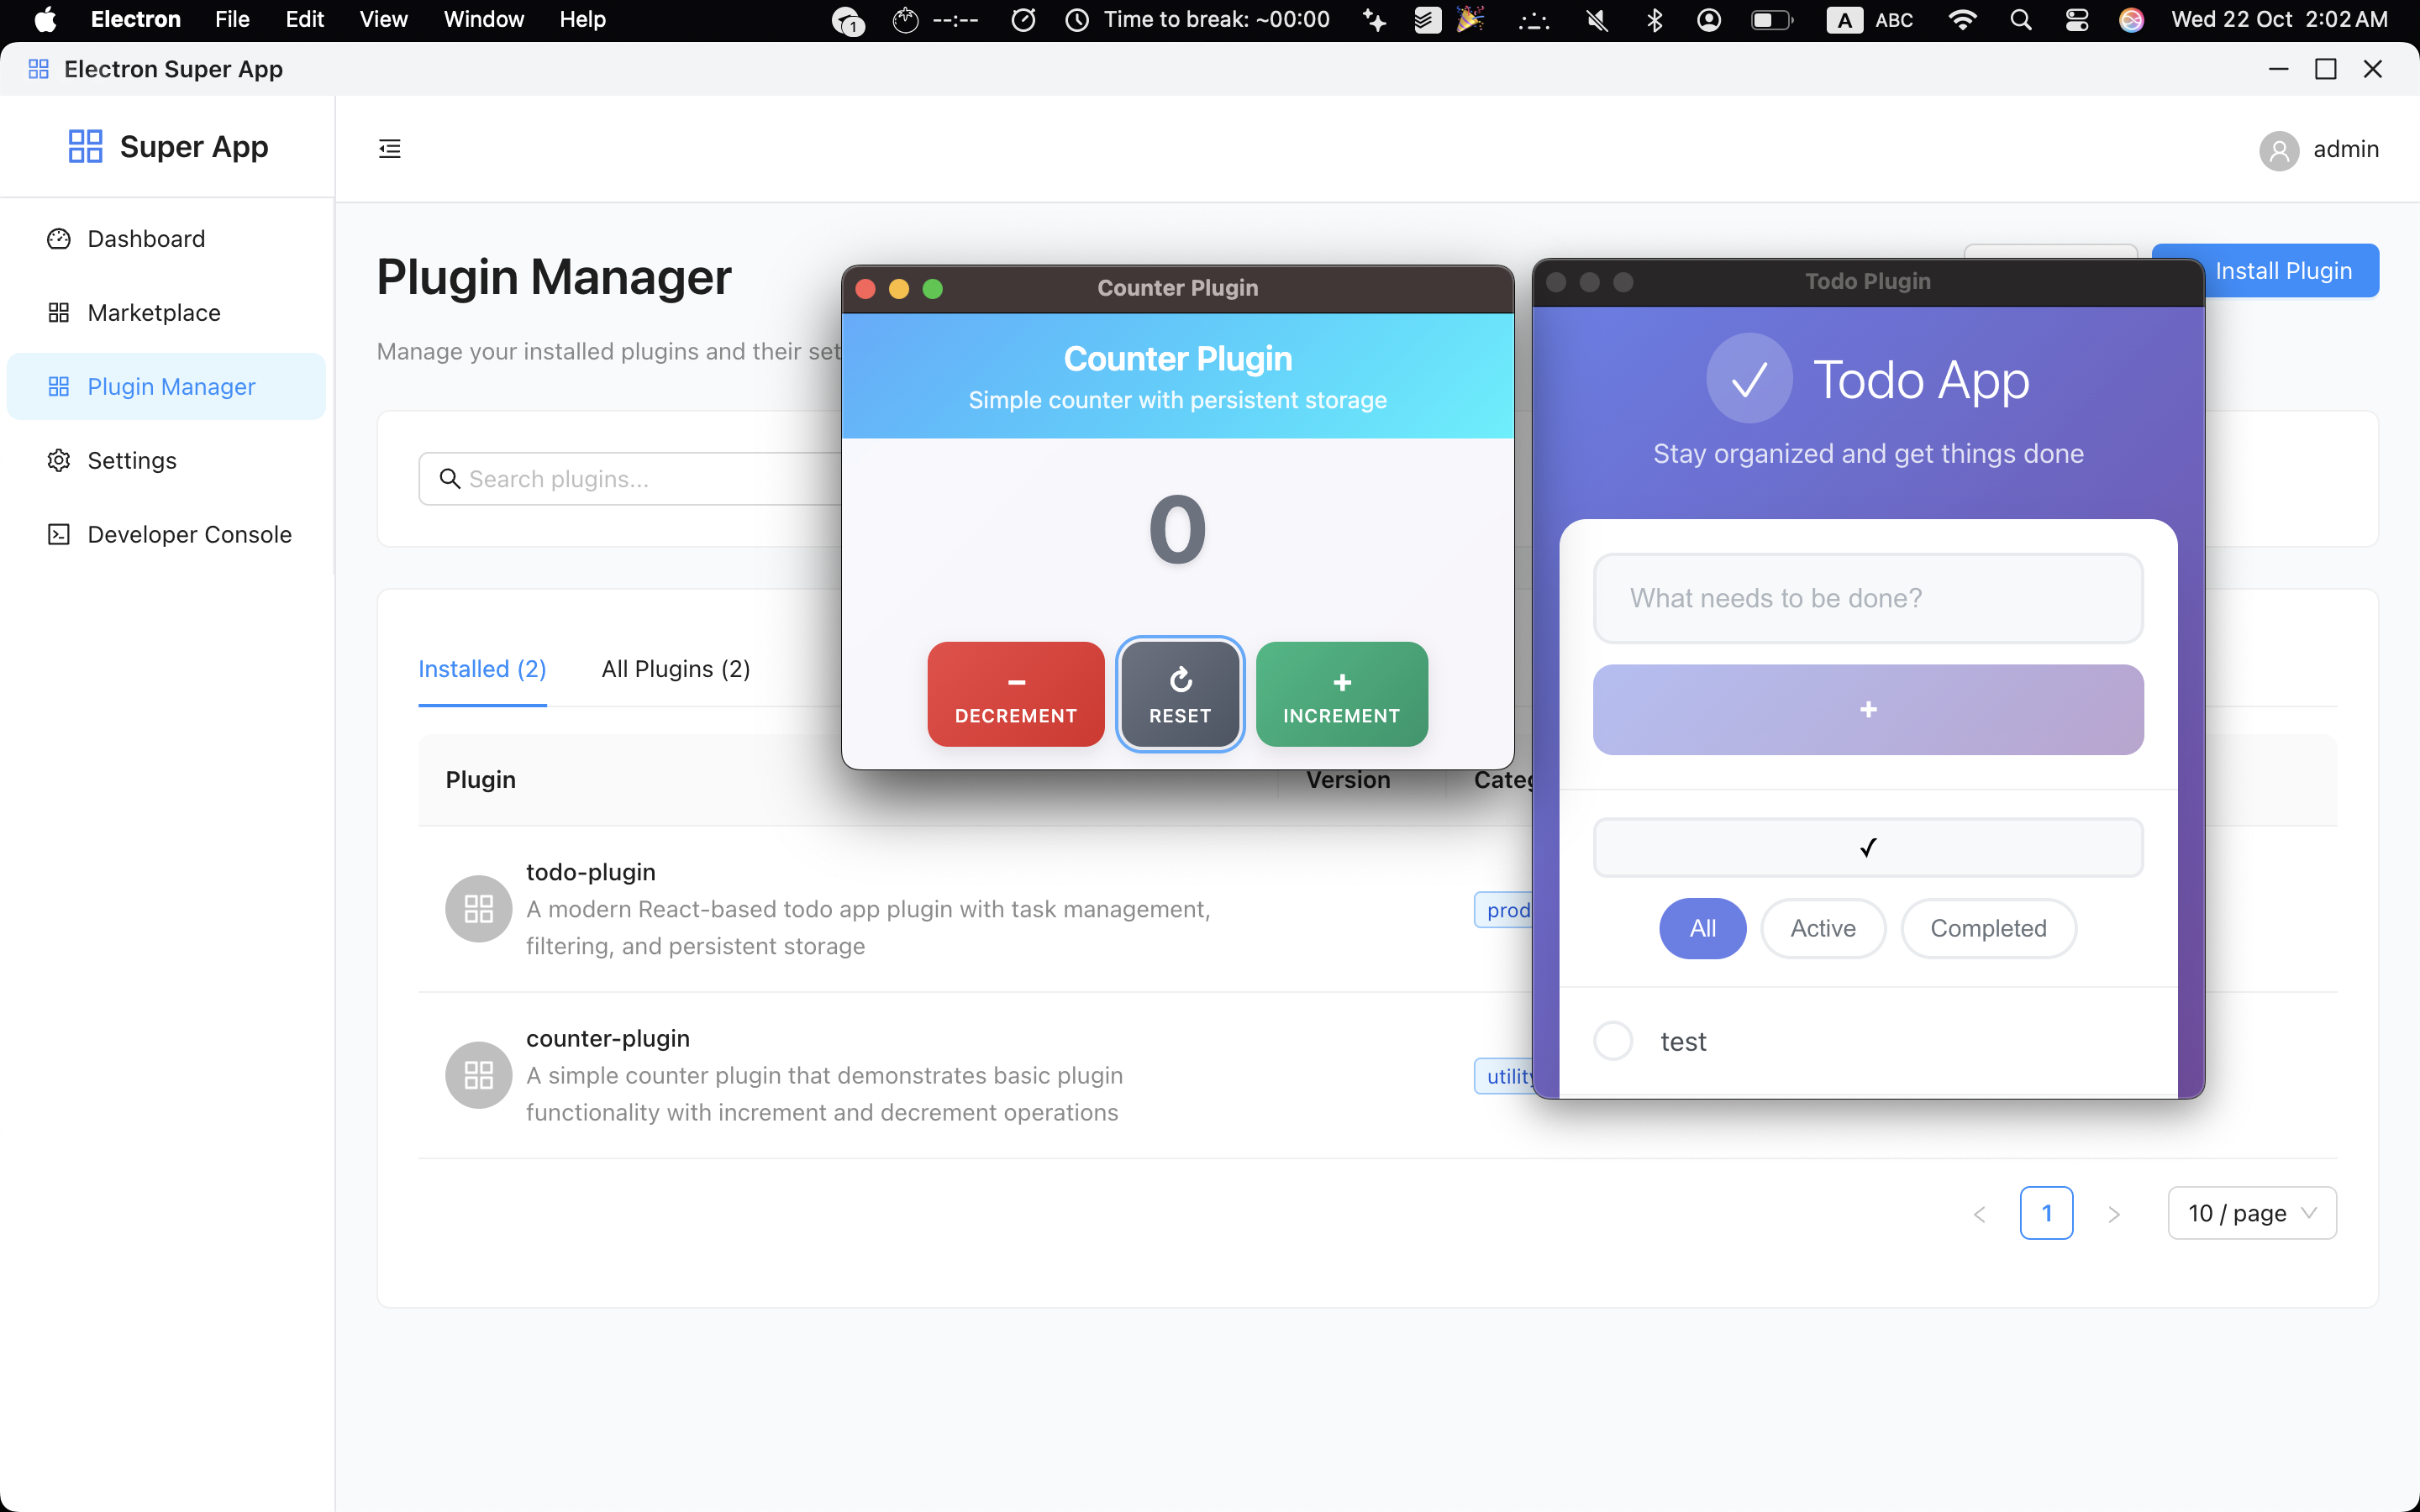 Electron File Edit View Window Help 1 --:-- Time to break: ~00:00 A ABC Wed 22 Oct 2:02 AM
Electron Super App
Super App
admin
Dashboard
Marketplace
Plugin Manager
Settings
Developer Console
Plugin Manager
Install Plugin
Manage your installed plugins and their
Search plugins...
Installed (2) All Plugins (2)
Plugin Version
todo-plugin
A modern React-based todo app plugin with task management,
filtering, and persistent storage
counter-plugin
A simple counter plugin that demonstrates basic plugin
functionality with increment and decrement operations
utility
1 10 / page
Counter Plugin
Counter Plugin
Simple counter with persistent storage
0
− DECREMENT
RESET
+ INCREMENT
Todo Plugin
Todo App
Stay organized and get things done
What needs to be done?
+
✓
All Active Completed
test